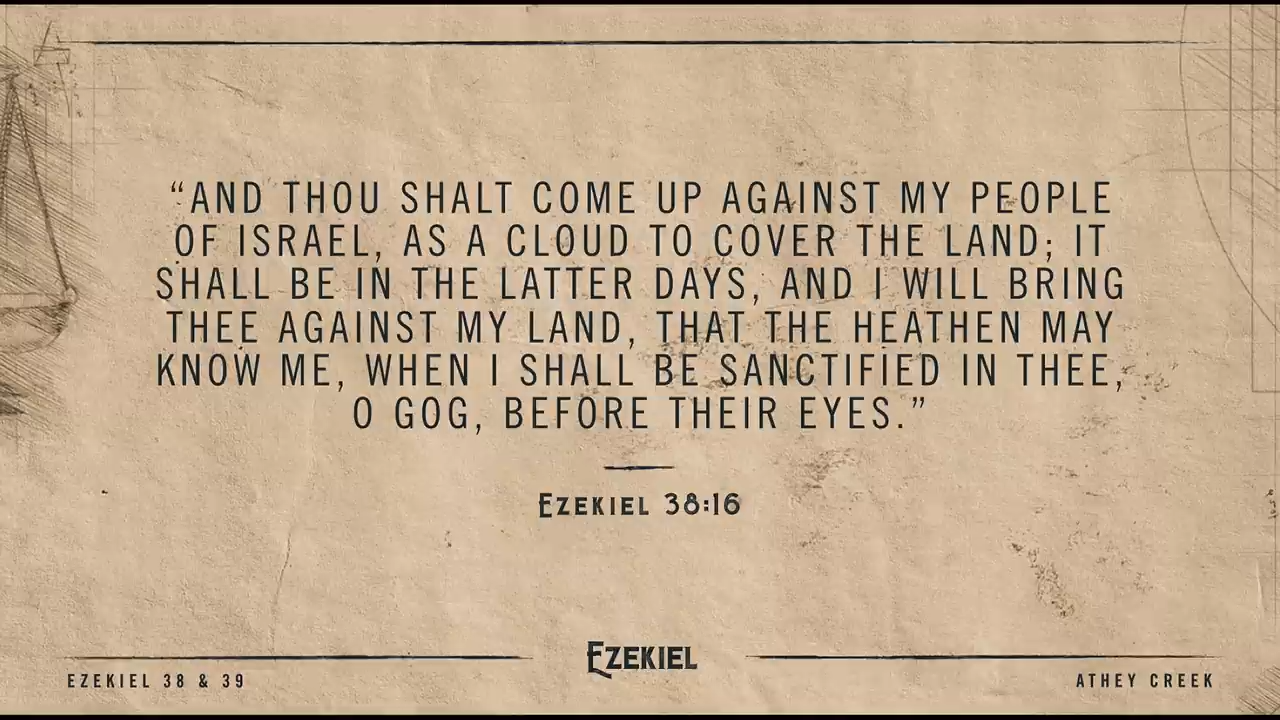 “AND THOU SHALT COME UP AGAINST MY PEOPLE
OF ISRAEL, AS A CLOUD TO COVER THE LAND; IT
SHALL BE IN THE LATTER DAYS, AND I WILL BRING
THEE AGAINST MY LAND, THAT THE HEATHEN MAY
KNOW ME, WHEN I SHALL BE SANCTIFIED IN THEE,
O GOG, BEFORE THEIR EYES.”
EZEKIEL 38:16
EZEKIEL
EZEKIEL 38 & 39
ATHEY CREEK